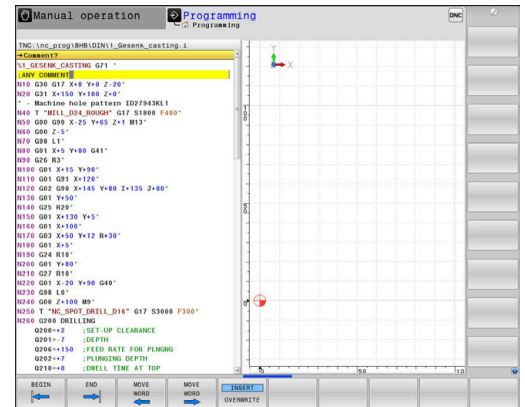 Manual operation
Programming
Programming
DNC
TNC:\nc_prog\BHB\DIN\1_Gesenk_casting.i
→Comment?
%1_GESENK_CASTING G71 *
;ANY COMMENT
N10 G30 G17 X+0 Y+0 Z-20*
N20 G31 X+150 Y+100 Z+0*
* - Machine hole pattern ID27943KL1
N40 T "MILL_D24_ROUGH" G17 S1800 F400*
N50 G00 G90 X-25 Y+65 Z+1 M13*
N60 G00 Z-5*
N70 G98 L1*
N80 G01 X+5 Y+80 G41*
N90 G26 R3*
N100 G01 X+15 Y+90*
N110 G01 G91 X+120*
N120 G02 G90 X+145 Y+80 I+135 J+80*
N130 G01 Y+50*
N140 G25 R20*
N150 G01 X+130 Y+5*
N160 G01 X+100*
N170 G03 X+50 Y+12 R+30*
N180 G01 X+5*
N190 G24 R10*
N200 G01 Y+80*
N210 G27 R10*
N220 G01 X-20 Y+90 G40*
N230 G98 L0*
N240 G00 Z+100 M9*
N250 T "NC_SPOT_DRILL_D16" G17 S3000 F300*
N260 G200 DRILLING
Q200=+2 ;SET-UP CLEARANCE
Q201=-7 ;DEPTH
Q206=+150 ;FEED RATE FOR PLNGNG
Q202=+7 ;PLUNGING DEPTH
Q210=+0 ;DWELL TIME AT TOP
Y
X
100
50
0
0
50
10
BEGIN
END
MOVE WORD
MOVE WORD
INSERT
OVERWRITE